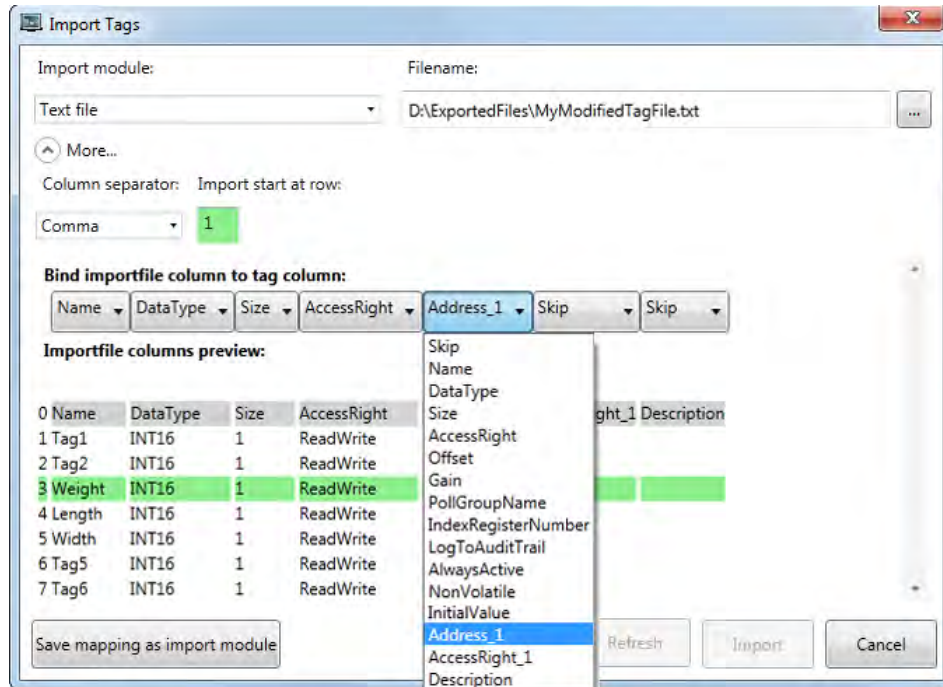 Import Tags
Import module: Filename:
Text file D:\ExportedFiles\MyModifiedTagFile.txt ...
More...
Column separator: Import start at row:
Comma 1
Bind importfile column to tag column:
Name DataType Size AccessRight Address_1 Skip Skip
Importfile columns preview:
Skip
Name
DataType
Size
AccessRight
Offset
Gain
PollGroupName
IndexRegisterNumber
LogToAuditTrail
AlwaysActive
NonVolatile
InitialValue
Address_1
AccessRight_1
Description
0 Name DataType Size AccessRight ght_1 Description
1 Tag1 INT16 1 ReadWrite
2 Tag2 INT16 1 ReadWrite
3 Weight INT16 1 ReadWrite
4 Length INT16 1 ReadWrite
5 Width INT16 1 ReadWrite
6 Tag5 INT16 1 ReadWrite
7 Tag6 INT16 1 ReadWrite
Save mapping as import module Refresh Import Cancel